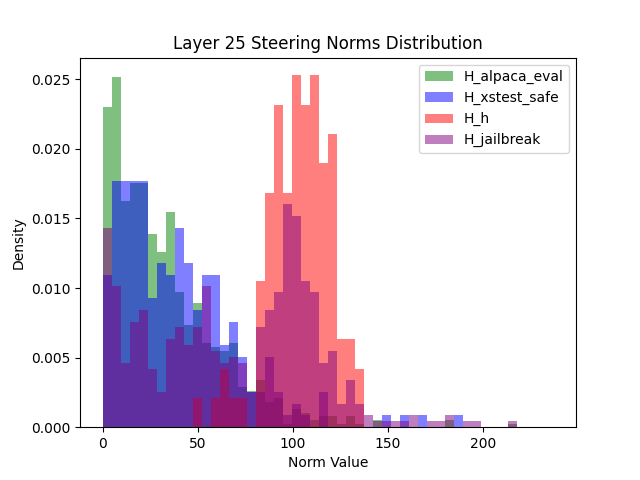 Layer 25 Steering Norms Distribution
H_alpaca_eval
H_xstest_safe
H_h
H_jailbreak
0.025
0.020
0.015
0.010
0.005
0.000
Density
0
50
100
150
200
Norm Value